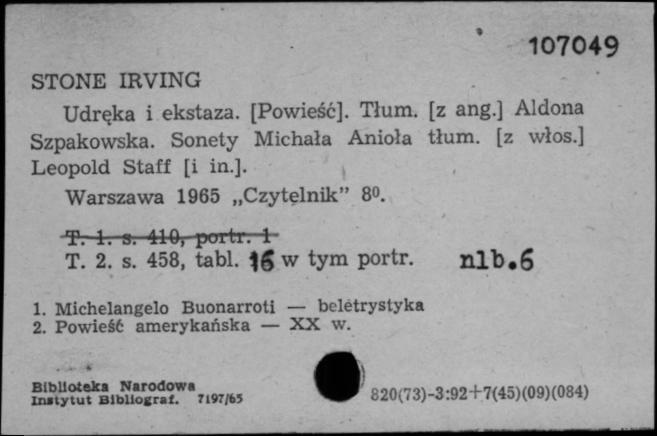 107049
STONE IRVING
Udręka i ekstaza. [Powieść]. Tłum. [z ang.] Aldona
Szpakowska. Sonety Michała Anioła tłum. [z włos.]
Leopold Staff [i in.].
Warszawa 1965 „Czytelnik” 8⁰.
T. 1. s. 410, portr. 1
T. 2. s. 458, tabl. 16 w tym portr. nlb.6
1. Michelangelo Buonarroti — beletrystyka
2. Powieść amerykańska — XX w.
Biblioteka Narodowa
Instytut Bibliograf. 7197/65
820(73)-3:92+7(45)(09)(084)